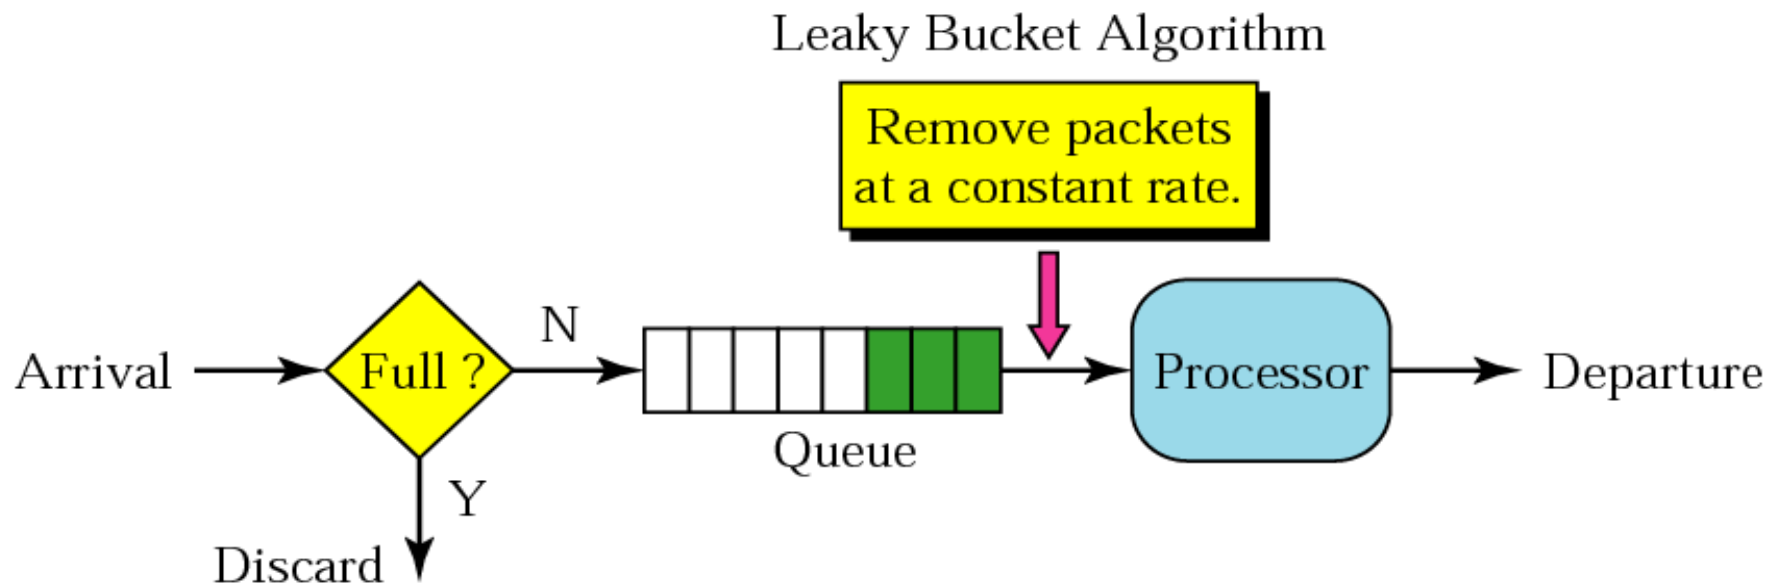 Leaky Bucket Algorithm
Remove packets
at a constant rate.
Arrival
Full ?
N
Y
Discard
Queue
Processor
Departure